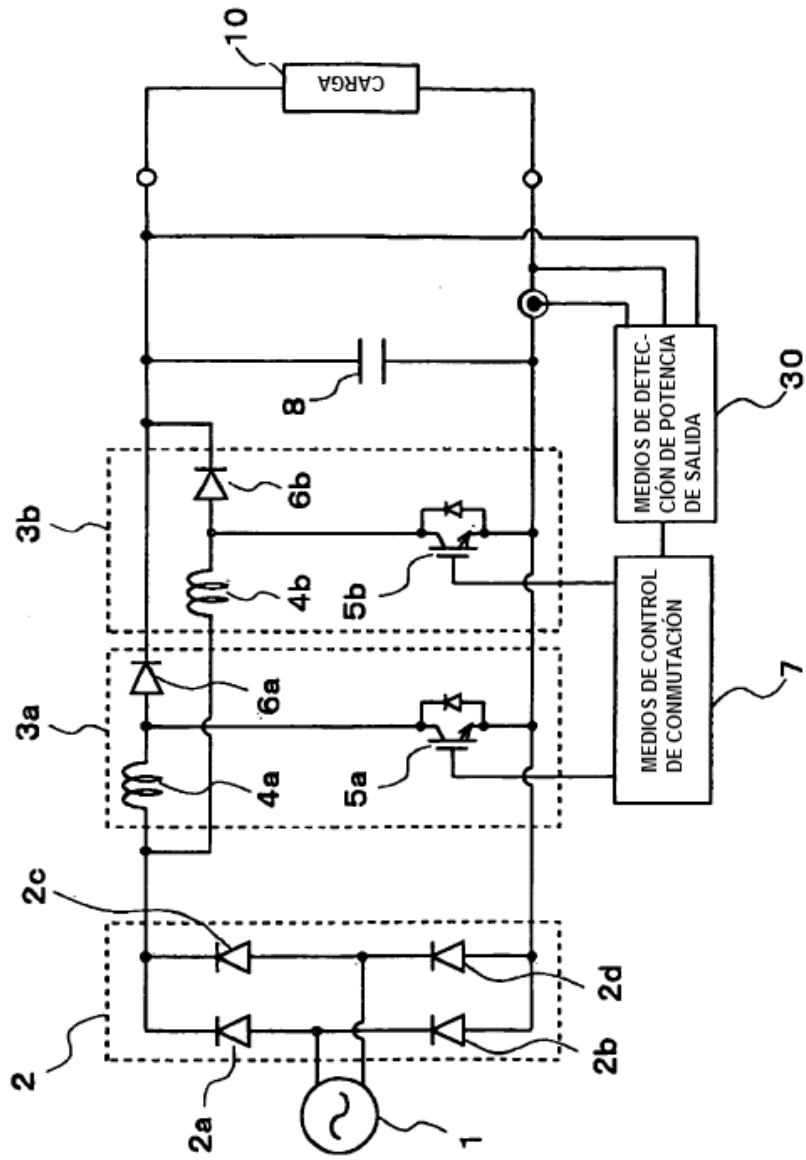 10
CARGA
3b
3a
6b
8
2c
6a
4b
4a
2
5b
5a
MEDIOS DE DETEC-
CIÓN DE POTENCIA
DE SALIDA
30
2a
2d
2b
1
MEDIOS DE CONTROL
DE CONMUTACIÓN
7